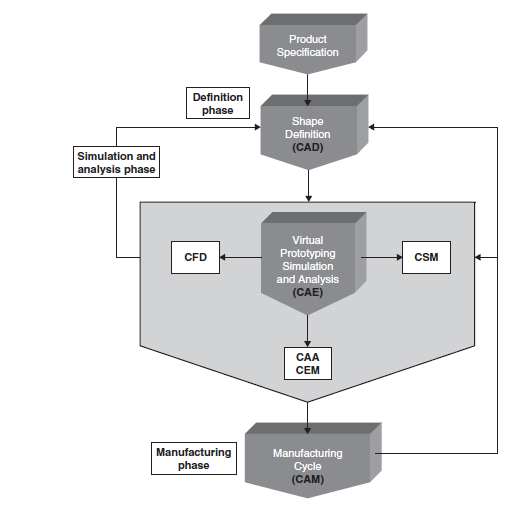 Product
Specification
Definition
phase
Shape
Definition
(CAD)
Simulation and
analysis phase
Virtual
Prototyping
Simulation
and Analysis
(CAE)
CFD
CSM
CAA
CEM
Manufacturing
phase
Manufacturing
Cycle
(CAM)